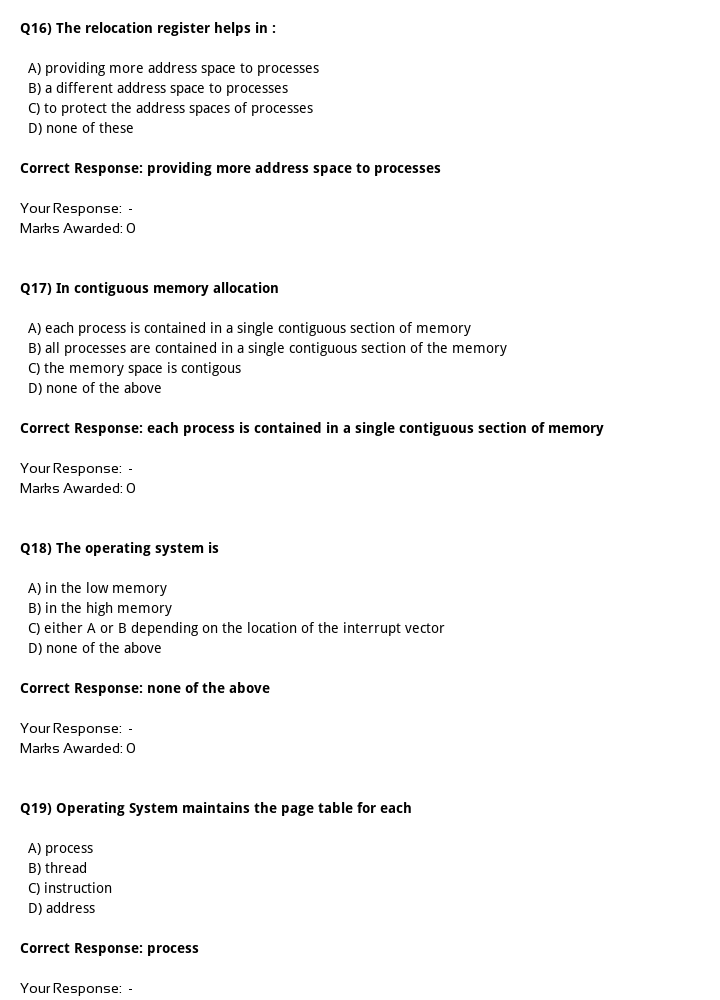 Q16) The relocation register helps in :
A) providing more address space to processes
B) a different address space to processes
C) to protect the address spaces of processes
D) none of these
Correct Response: providing more address space to processes
Your Response: -
Marks Awarded: 0
Q17) In contiguous memory allocation
A) each process is contained in a single contiguous section of memory
B) all processes are contained in a single contiguous section of the memory
C) the memory space is contigous
D) none of the above
Correct Response: each process is contained in a single contiguous section of memory
Your Response: -
Marks Awarded: 0
Q18) The operating system is
A) in the low memory
B) in the high memory
C) either A or B depending on the location of the interrupt vector
D) none of the above
Correct Response: none of the above
Your Response: -
Marks Awarded: 0
Q19) Operating System maintains the page table for each
A) process
B) thread
C) instruction
D) address
Correct Response: process
Your Response: -